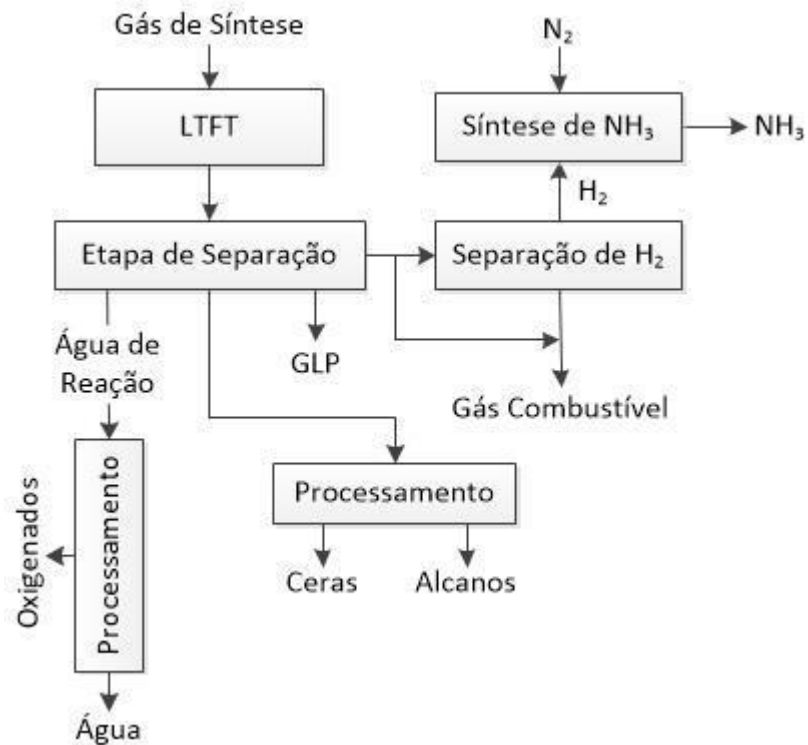 Gás de Síntese
N₂
LTFT
Síntese de NH₃
NH₃
H₂
Etapa de Separação
Separação de H₂
Água de
Reação
GLP
Gás Combustível
Processamento
Oxigenados
Processamento
Ceras
Alcanos
Água